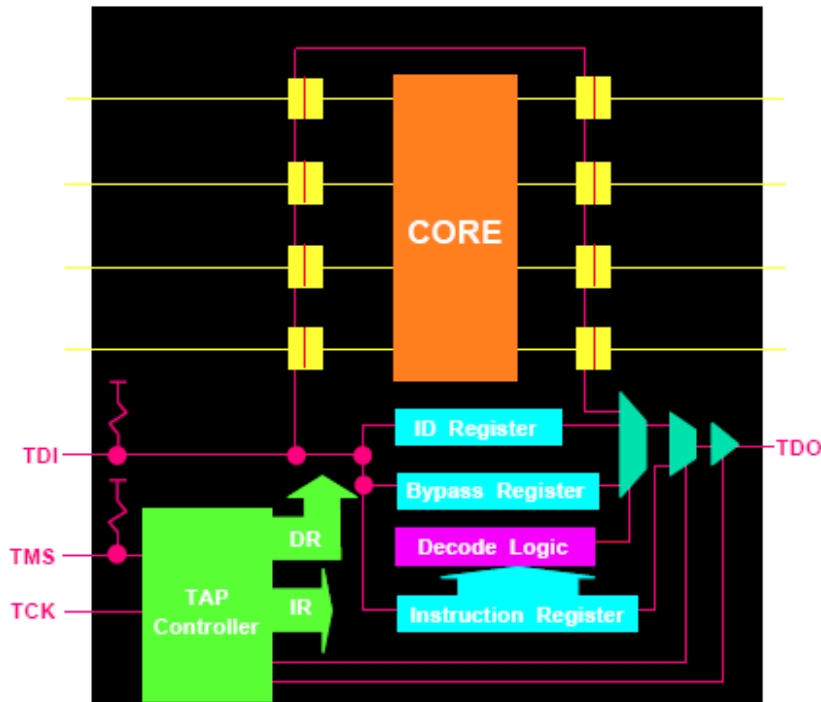 CORE
ID Register
TDI
TDO
Bypass Register
DR
Decode Logic
TMS
TAP
Controller
IR
TCK
Instruction Register